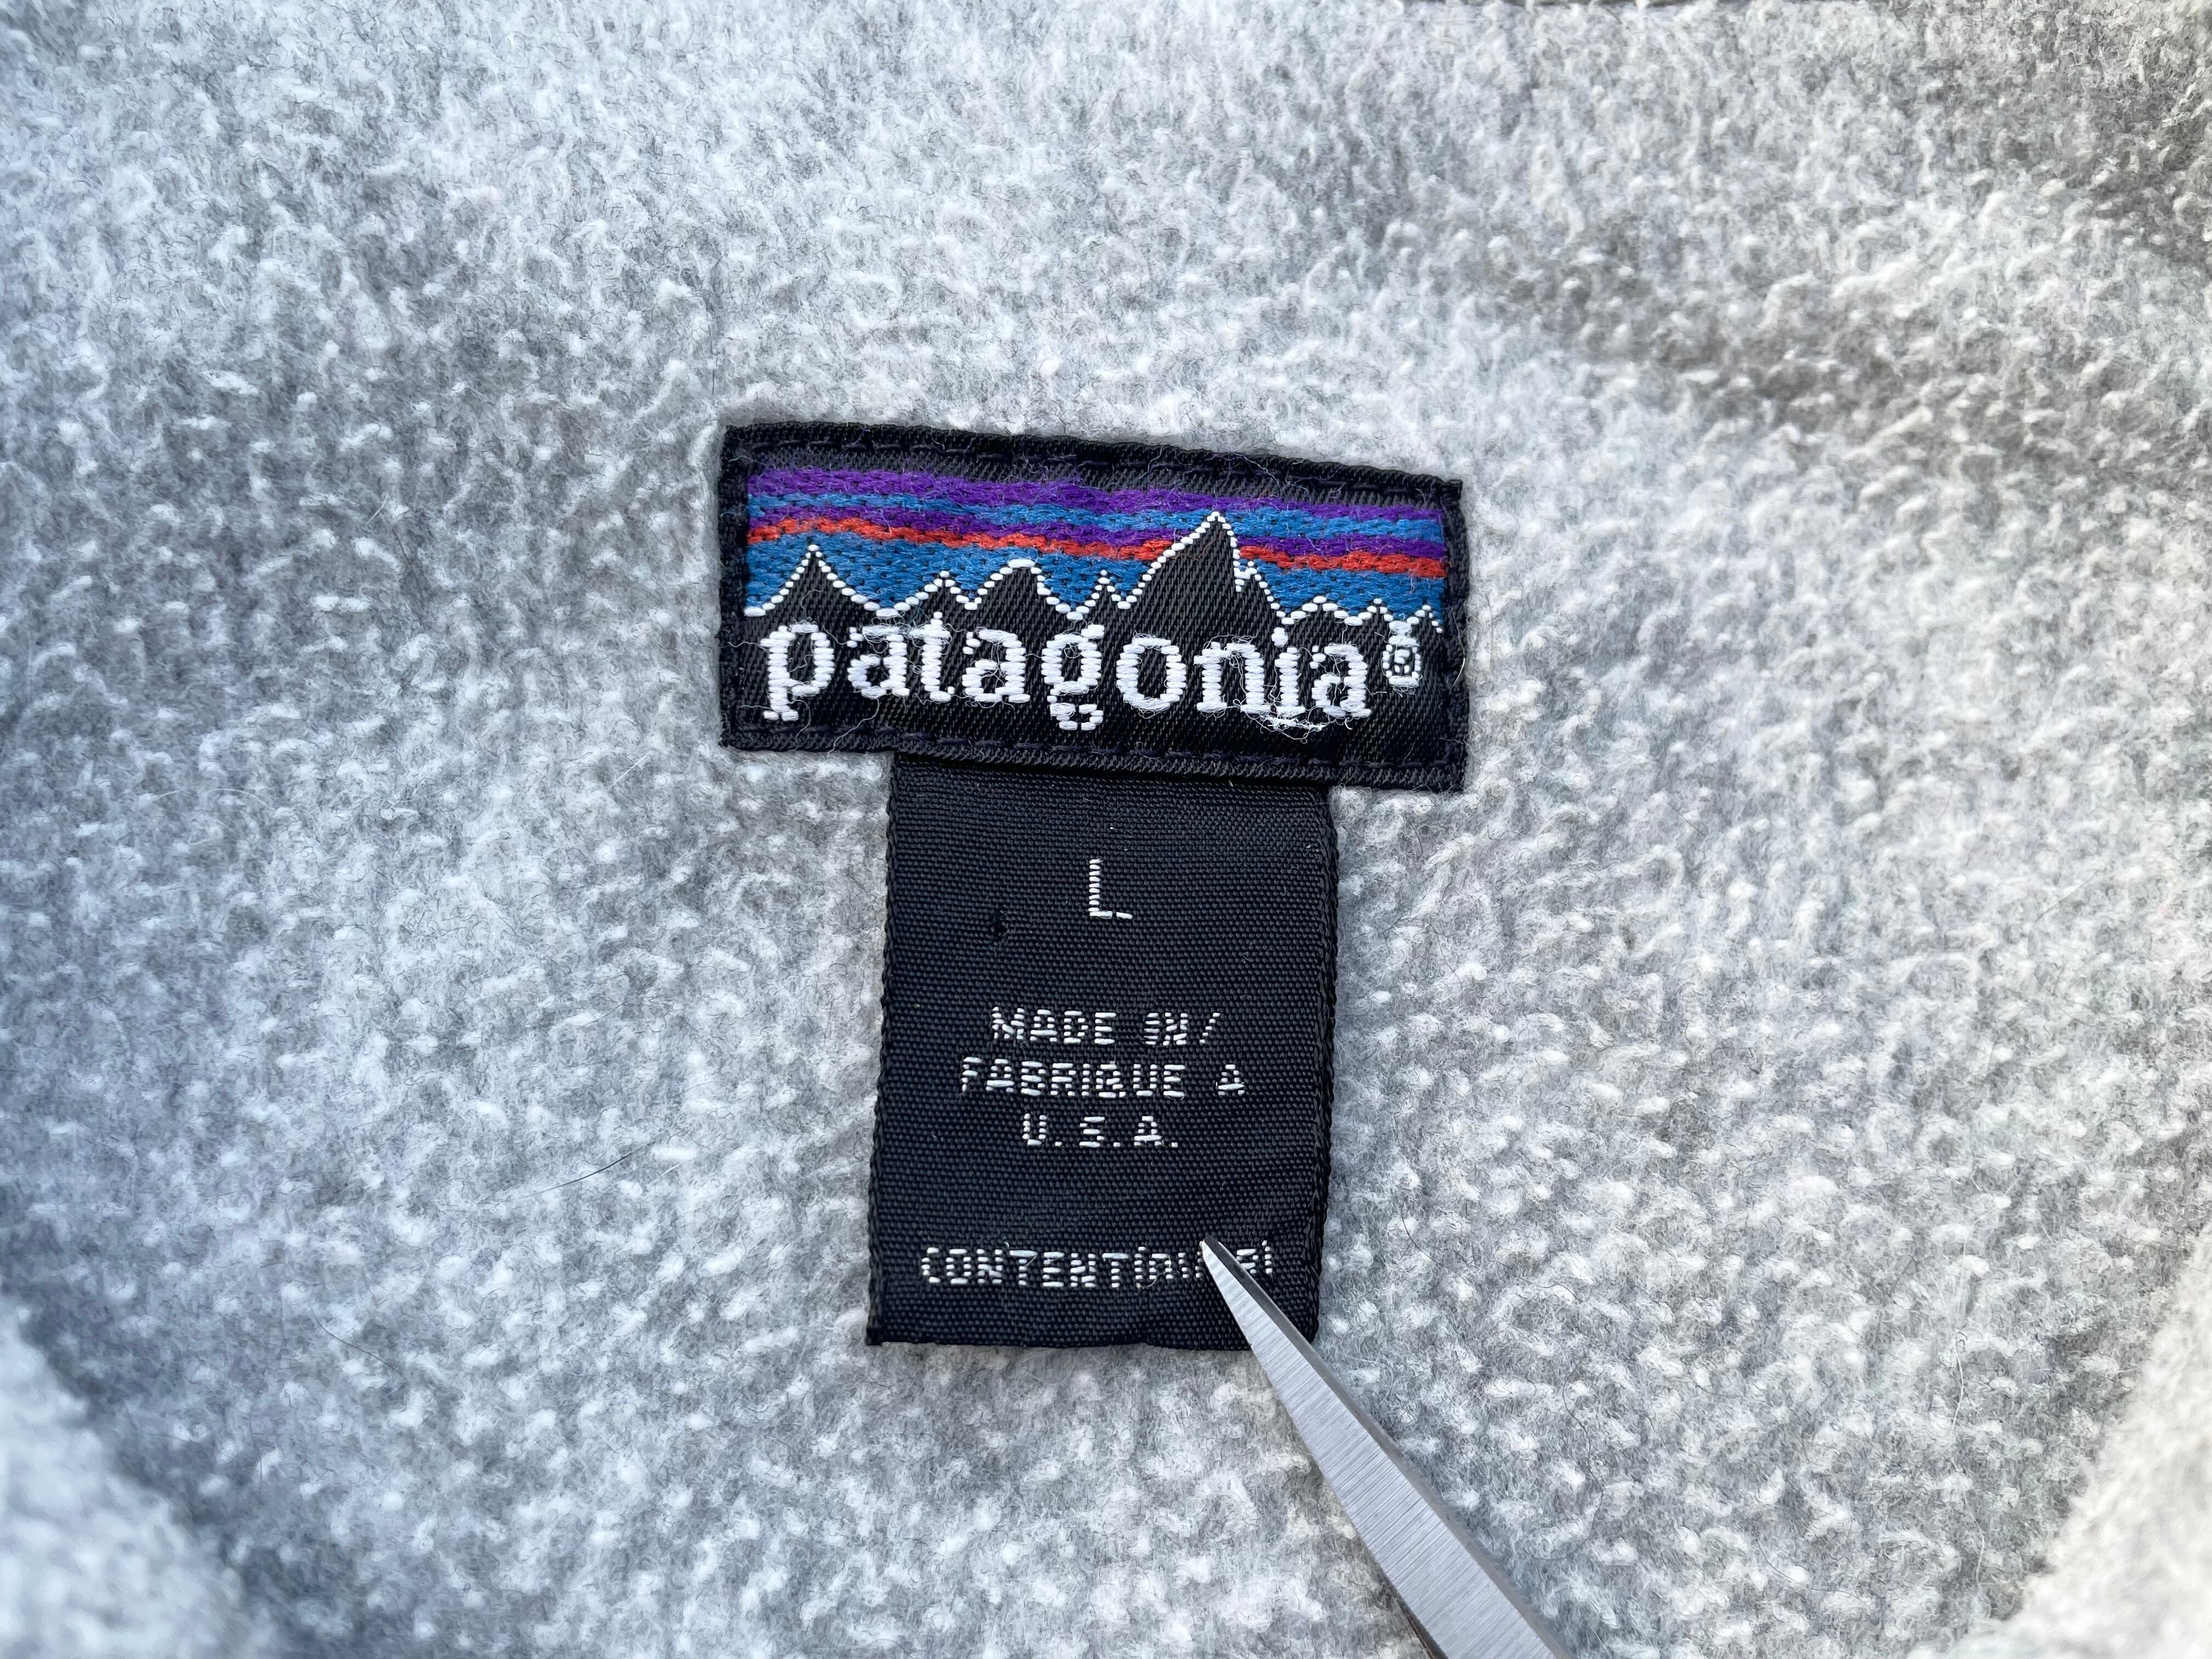 patagonia®
L
MADE IN/
FABRIQUE A
U.S.A.